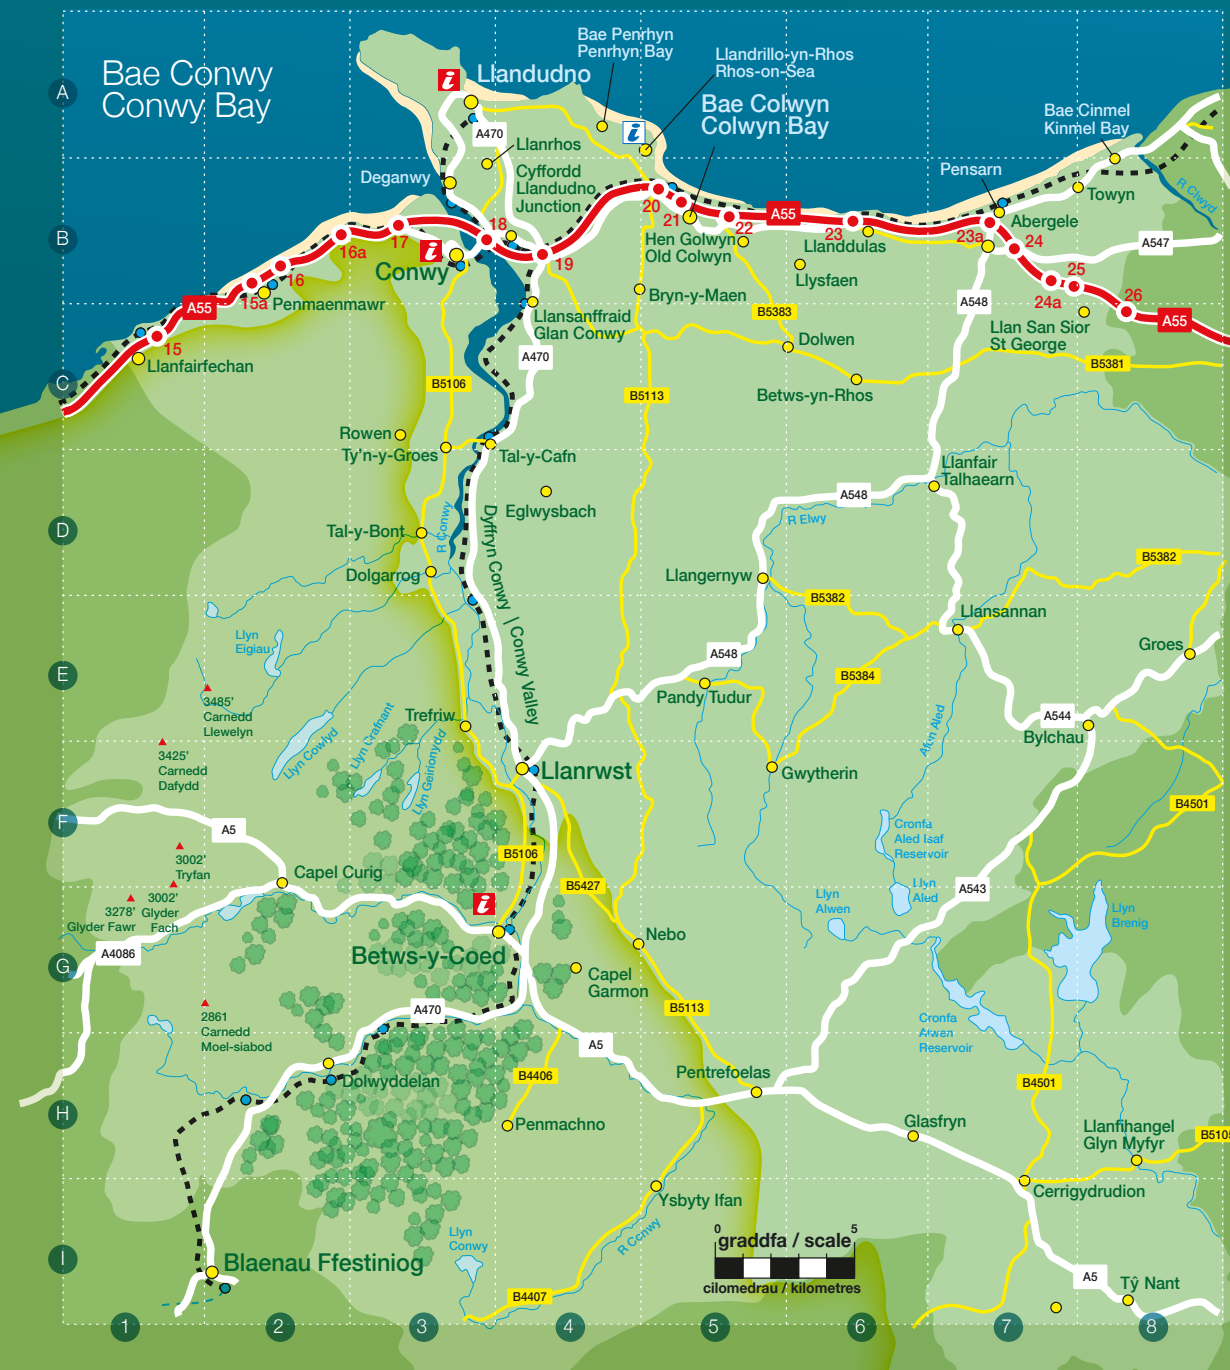 Bae Conwy
Conwy Bay
Bae Penrhyn
Penrhyn Bay
Llandrillo-yn-Rhos
Rhos-on-Sea
Llandudno
Bae Colwyn
Colwyn Bay
Bae Cinmel
Kinmel Bay
A
i
i
A470
Llanrhos
Deganwy
Cyffordd
Llandudno
Junction
Pensarn
Towyn
R Clwyd
Abergele
B
20
21
22
A55
23
23a
24
A547
18
17
16a
16
15a
15
19
i
Conwy
Hen Golwyn
Old Colwyn
Llanddulas
Llysfaen
25
24a
26
A55
A55
Penmaenmawr
Bryn-y-Maen
B5383
A548
Llansanffraid
Glan Conwy
Llan San Sior
St George
Dolwen
Llanfairfechan
A470
B5381
C
B5106
B5113
Betws-yn-Rhos
Rowen
Ty'n-y-Groes
Tal-y-Cafn
Llanfair
Talhaearn
A548
Eglwysbach
R Elwy
D
Tal-y-Bont
R Conwy
Dyffryn Conwy | Conwy Valley
Dolgarrog
Llangernyw
B5382
B5382
Llansannan
Llyn
Eigiau
A548
Groes
E
B5384
Pandy Tudur
3485'
Carnedd
Llewelyn
Trefriw
A544
Bylchau
Afon Aled
Llyn Cowlyd
Llyn Crafnant
Llyn Geirionydd
3425'
Carnedd
Dafydd
Llanrwst
Gwytherin
B4501
F
A5
Cronfa
Aled Isaf
Reservoir
B5106
3002'
Tryfan
Capel Curig
B5427
Llyn
Aled
A543
3002'
Glyder
Fach
3278'
Glyder Fawr
i
Llyn
Alwen
Llyn
Brenig
Nebo
A4086
Betws-y-Coed
G
Capel
Garmon
A470
B5113
2861
Carnedd
Moel-siabod
Cronfa
Alwen
Reservoir
A5
Pentrefoelas
B4406
B4501
Dolwyddelan
H
Penmachno
Glasfryn
Llanfihangel
Glyn Myfyr
B5105
Cerrigydrudion
Ysbyty Ifan
Llyn
Conwy
R Conwy
0 5
graddfa / scale
cilomedrau / kilometres
I
Blaenau Ffestiniog
A5
Tŷ Nant
B4407
1 2 3 4 5 6 7 8